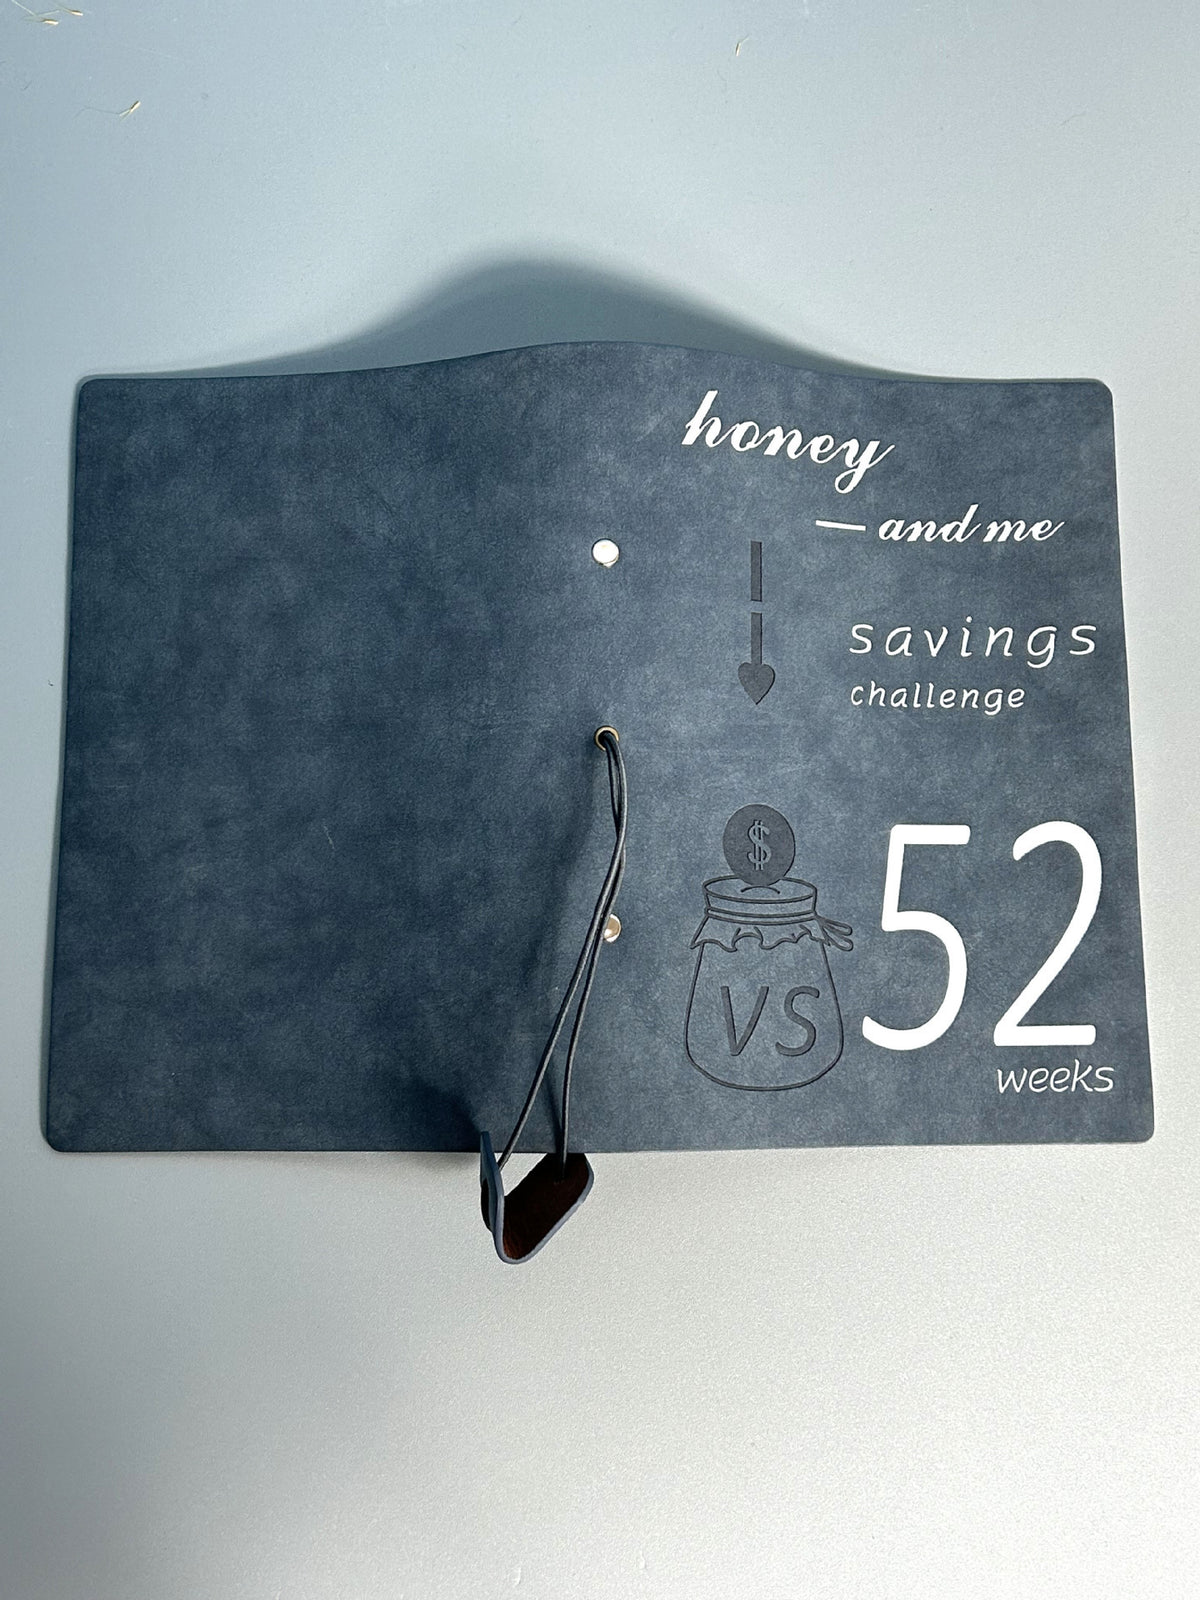 honey
— and me
savings
challenge
$
VS
52
weeks